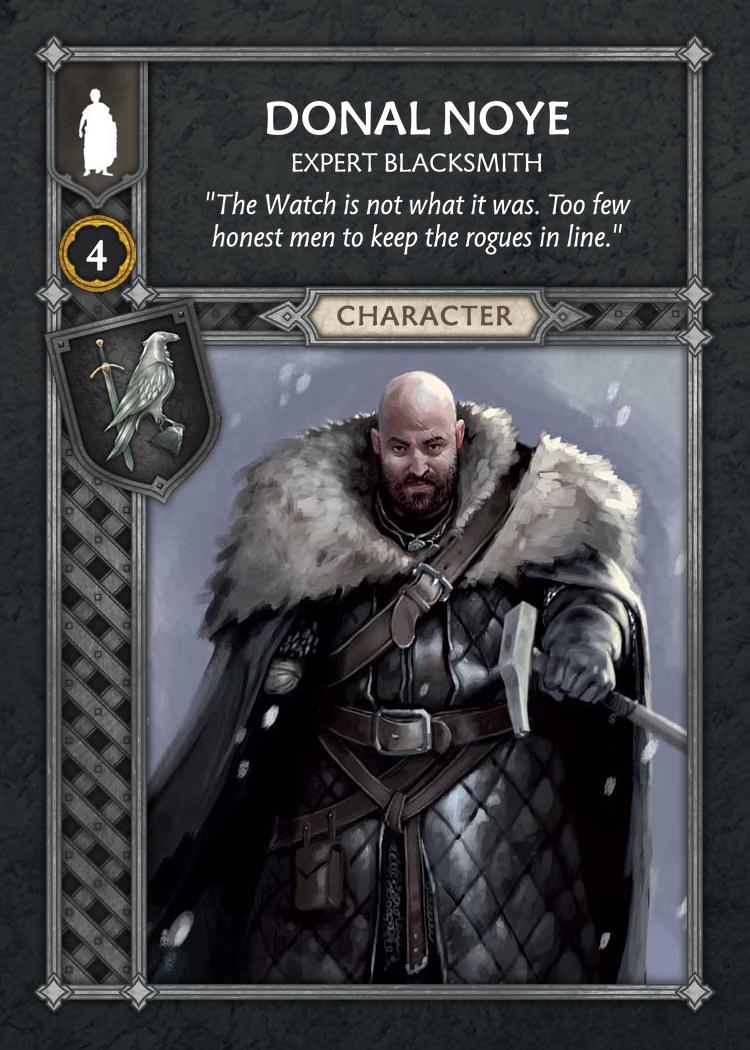 DONAL NOYE
EXPERT BLACKSMITH
"The Watch is not what it was. Too few
honest men to keep the rogues in line."
4
CHARACTER